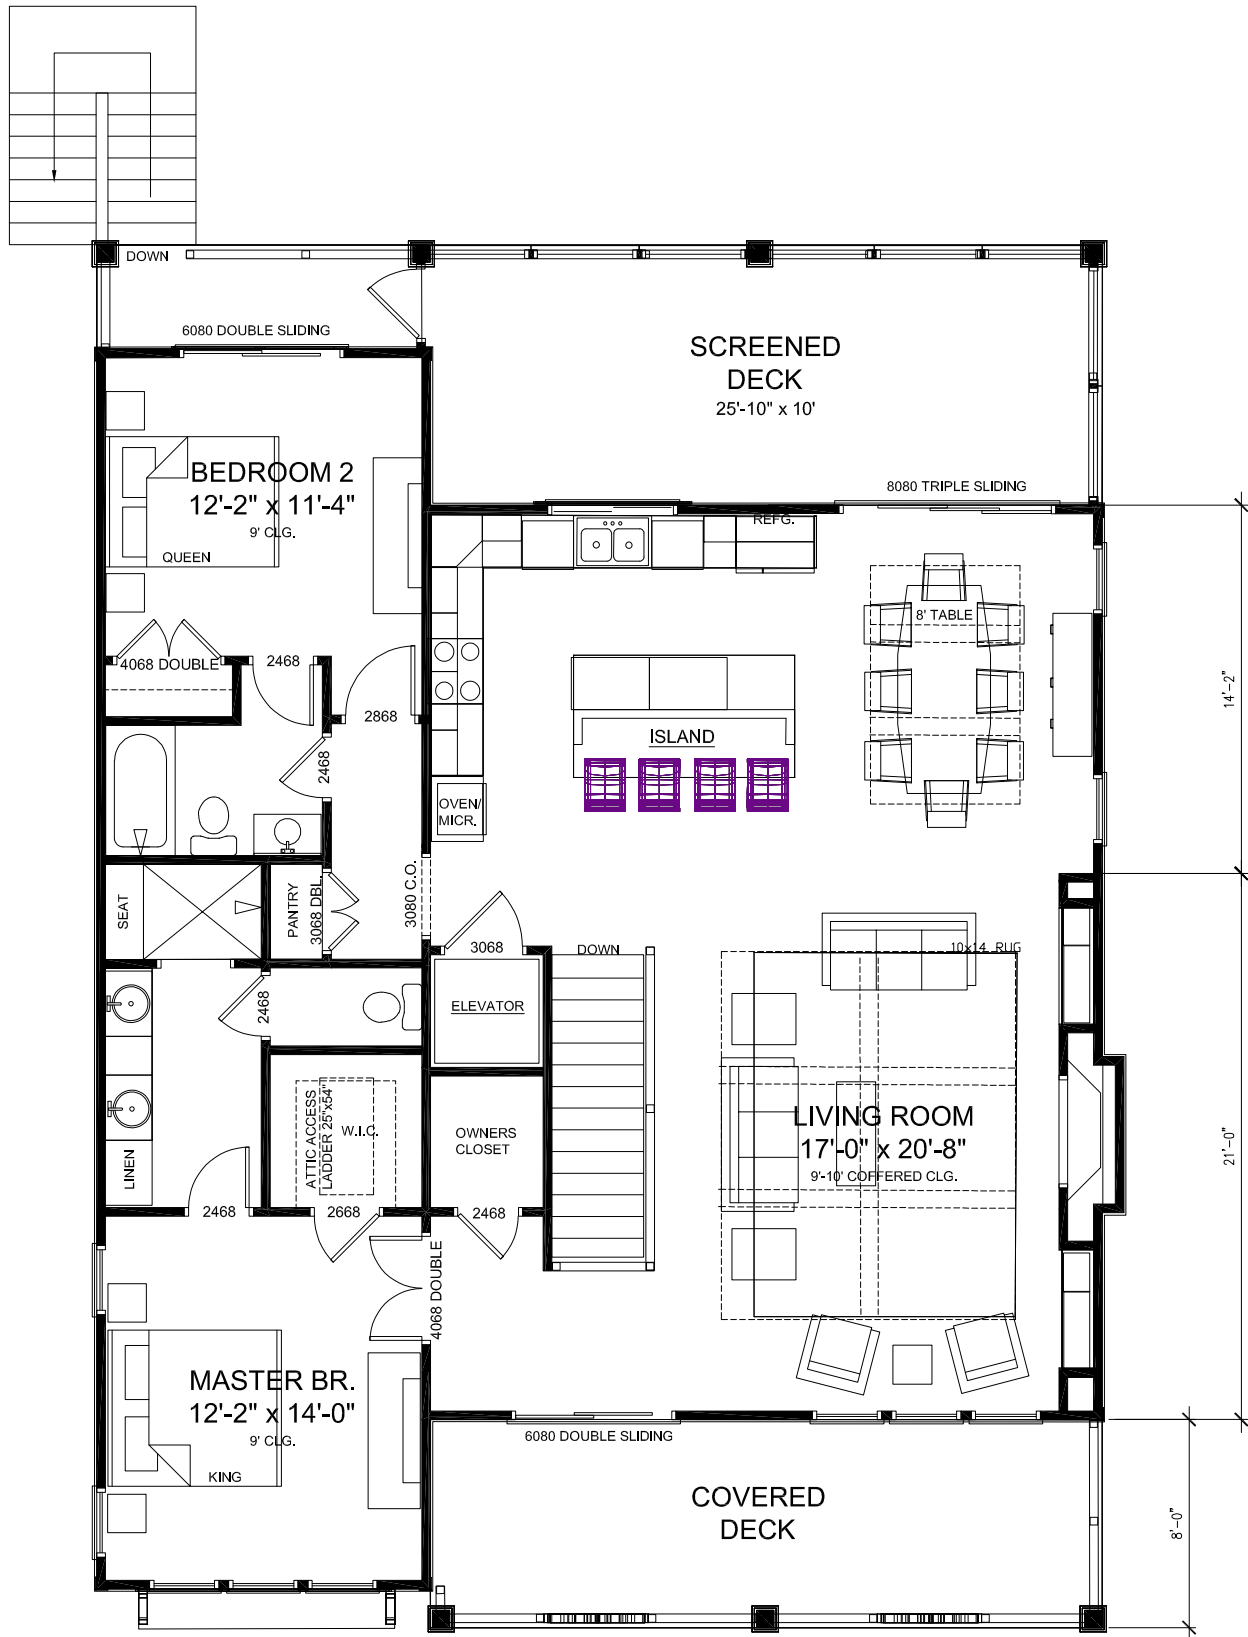 DOWN
6080 DOUBLE SLIDING
SCREENED
DECK
25'-10" x 10'
BEDROOM 2
12'-2" x 11'-4"
9' CLG.
QUEEN
8080 TRIPLE SLIDING
REFG.
8' TABLE
4068 DOUBLE
2468
2868
2468
14'-2"
ISLAND
OVEN/
MICR.
SEAT
PANTRY
3068 DBL.
3080 C.O.
3068
DOWN
10x14 RUG
ELEVATOR
2468
ATTIC ACCESS
LADDER 25"x54"
W.I.C.
OWNERS
CLOSET
LIVING ROOM
17'-0" x 20'-8"
9'-10' COFFERED CLG.
21'-0"
LINEN
2468
2668
2468
4068 DOUBLE
MASTER BR.
12'-2" x 14'-0"
9' CLG.
KING
6080 DOUBLE SLIDING
COVERED
DECK
8'-0"